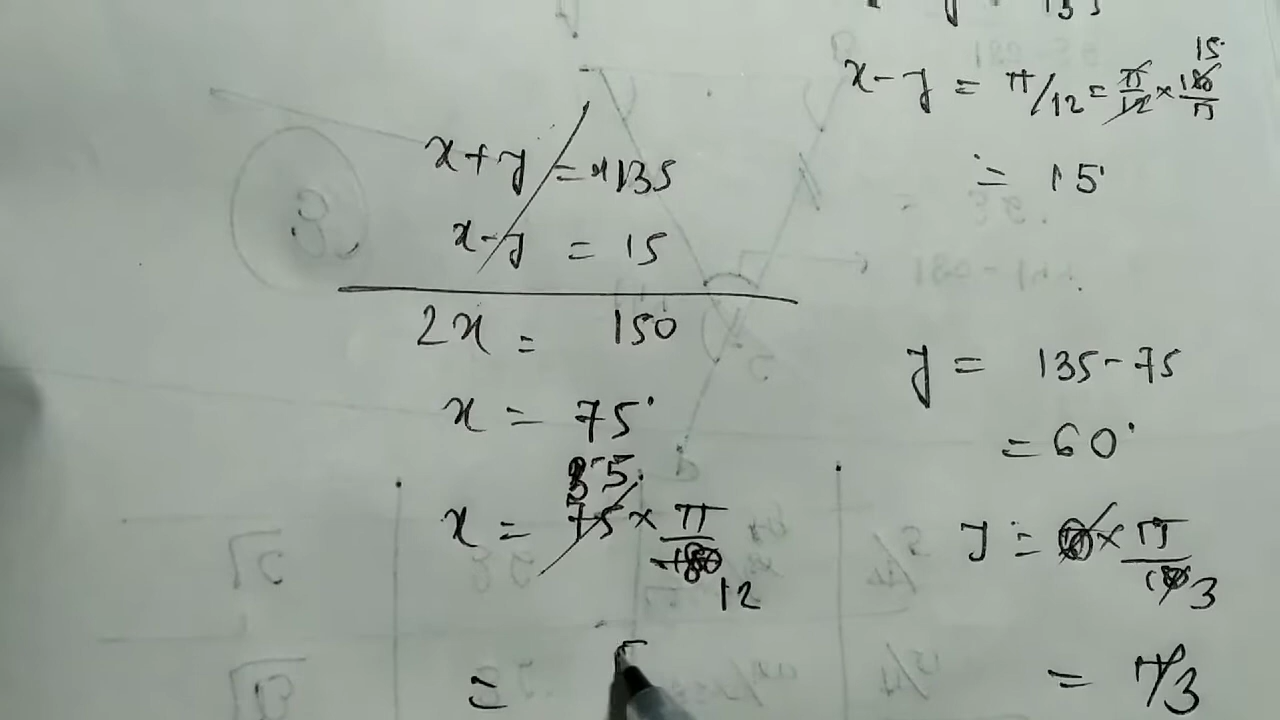 x - y = π/12 = π/12 × 180/π 15
= 15°
x + y = 135
x - y = 15
2x = 150
x = 75°
5
x = 75 × π/180
12
=
y = 135 - 75
= 60°
y = 60 × π/180 3
= π/3